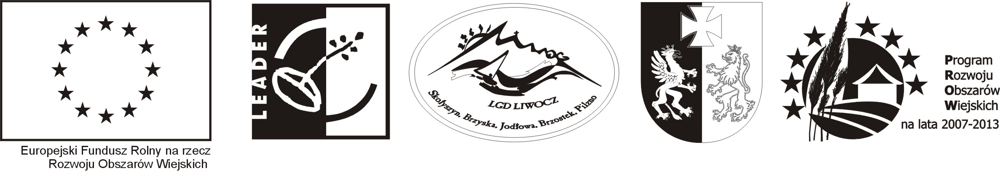 Europejski Fundusz Rolny na rzecz
Rozwoju Obszarów Wiejskich
LEADER
LGD LIWOCZ
Skołyszyn, Brzyska, Jodłowa, Brzostek, Pilzno
Program
Rozwoju
Obszarów
Wiejskich
na lata 2007-2013